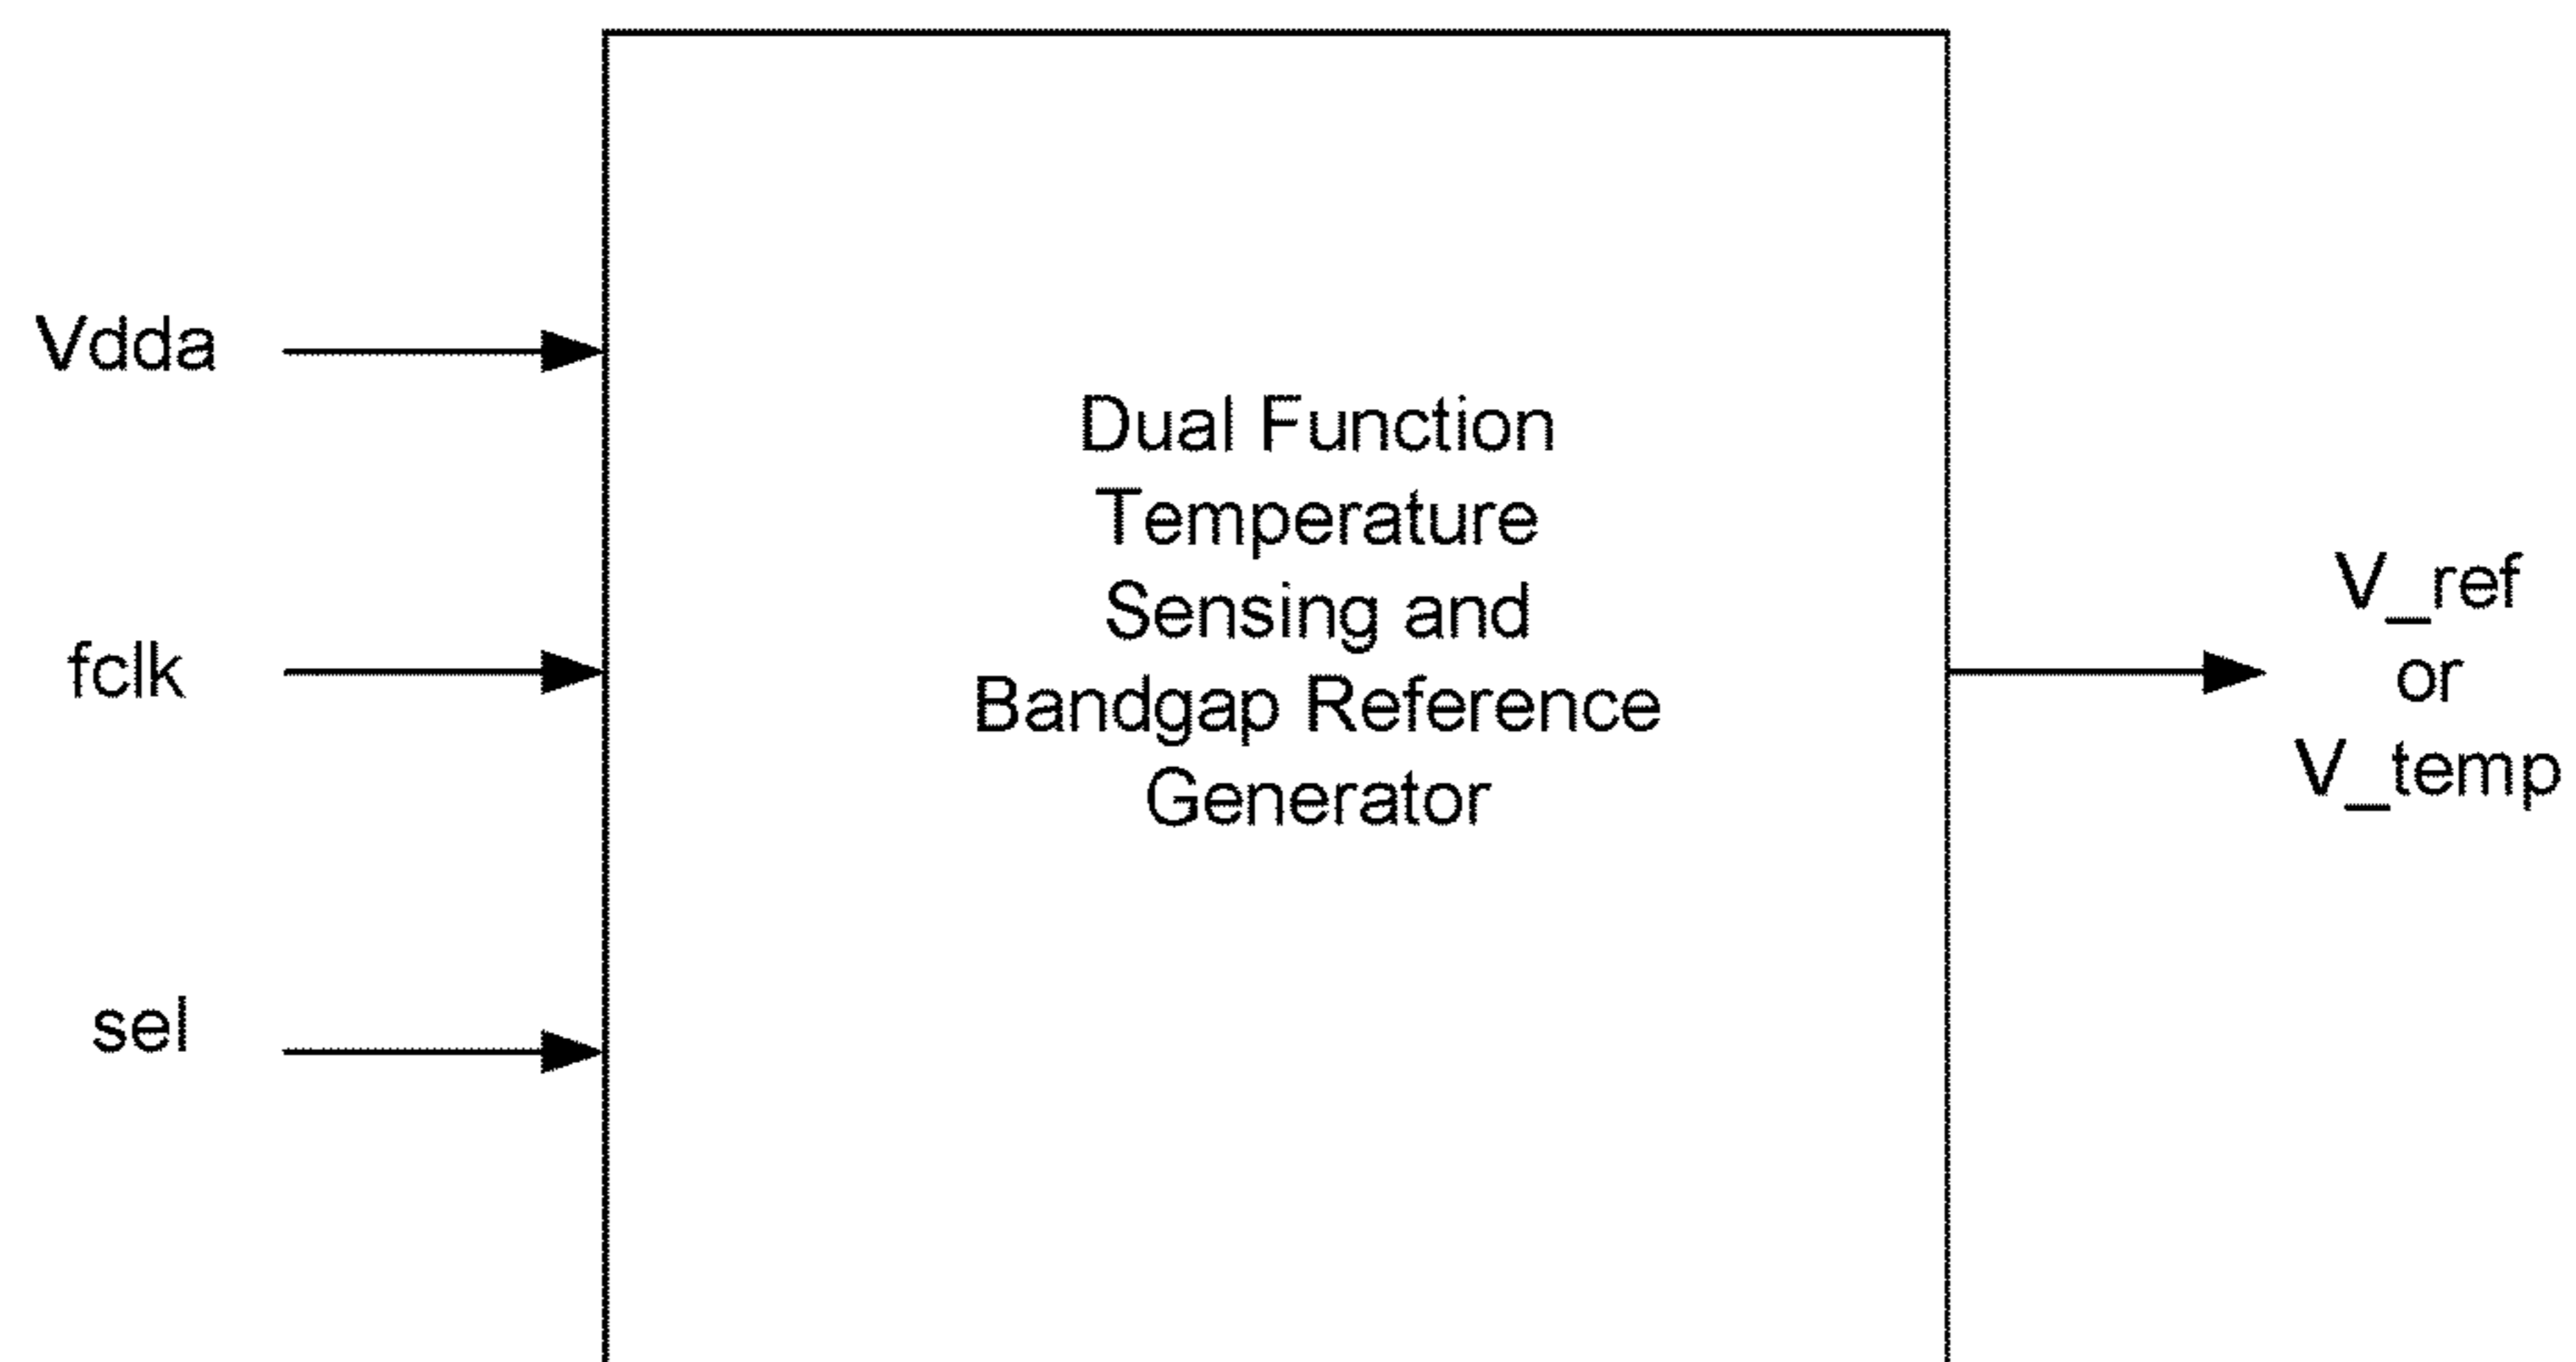 Vdda
fclk
sel
Dual Function
Temperature
Sensing and
Bandgap Reference
Generator
V_ref
or
V_temp